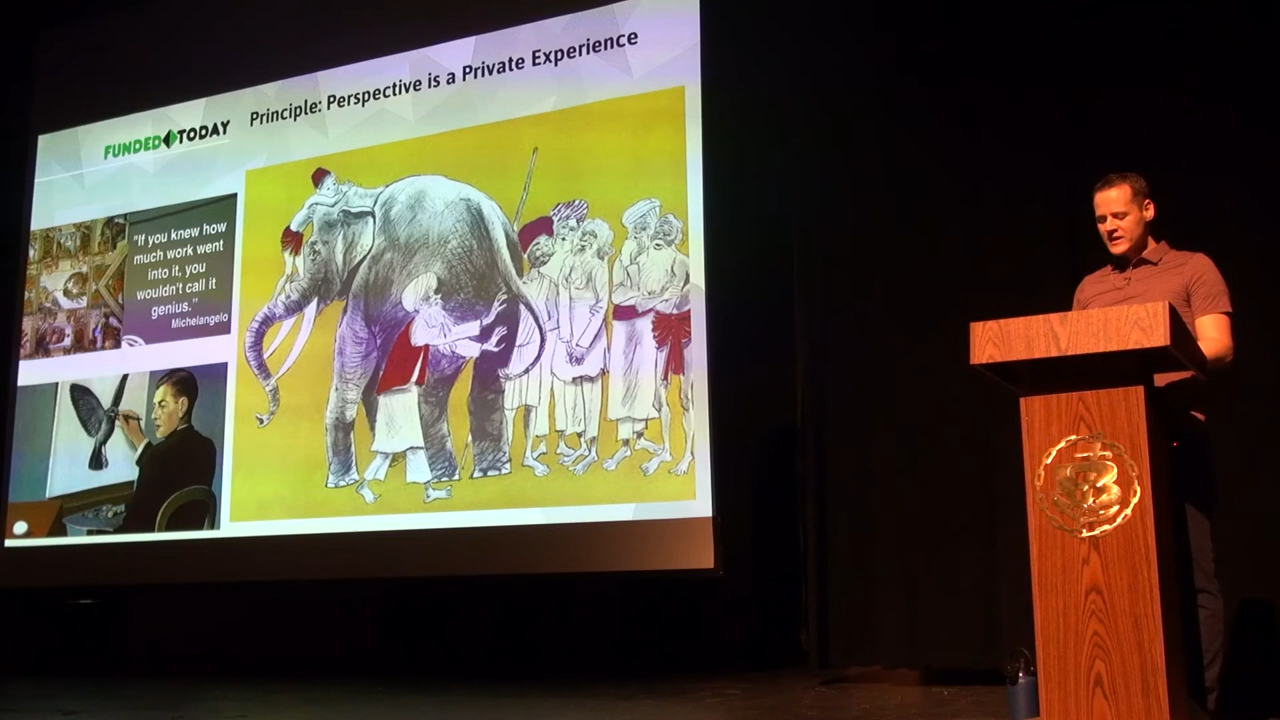 FUNDED TODAY
Principle: Perspective is a Private Experience
"If you knew how
much work went
into it, you
wouldn't call it
genius."
Michelangelo